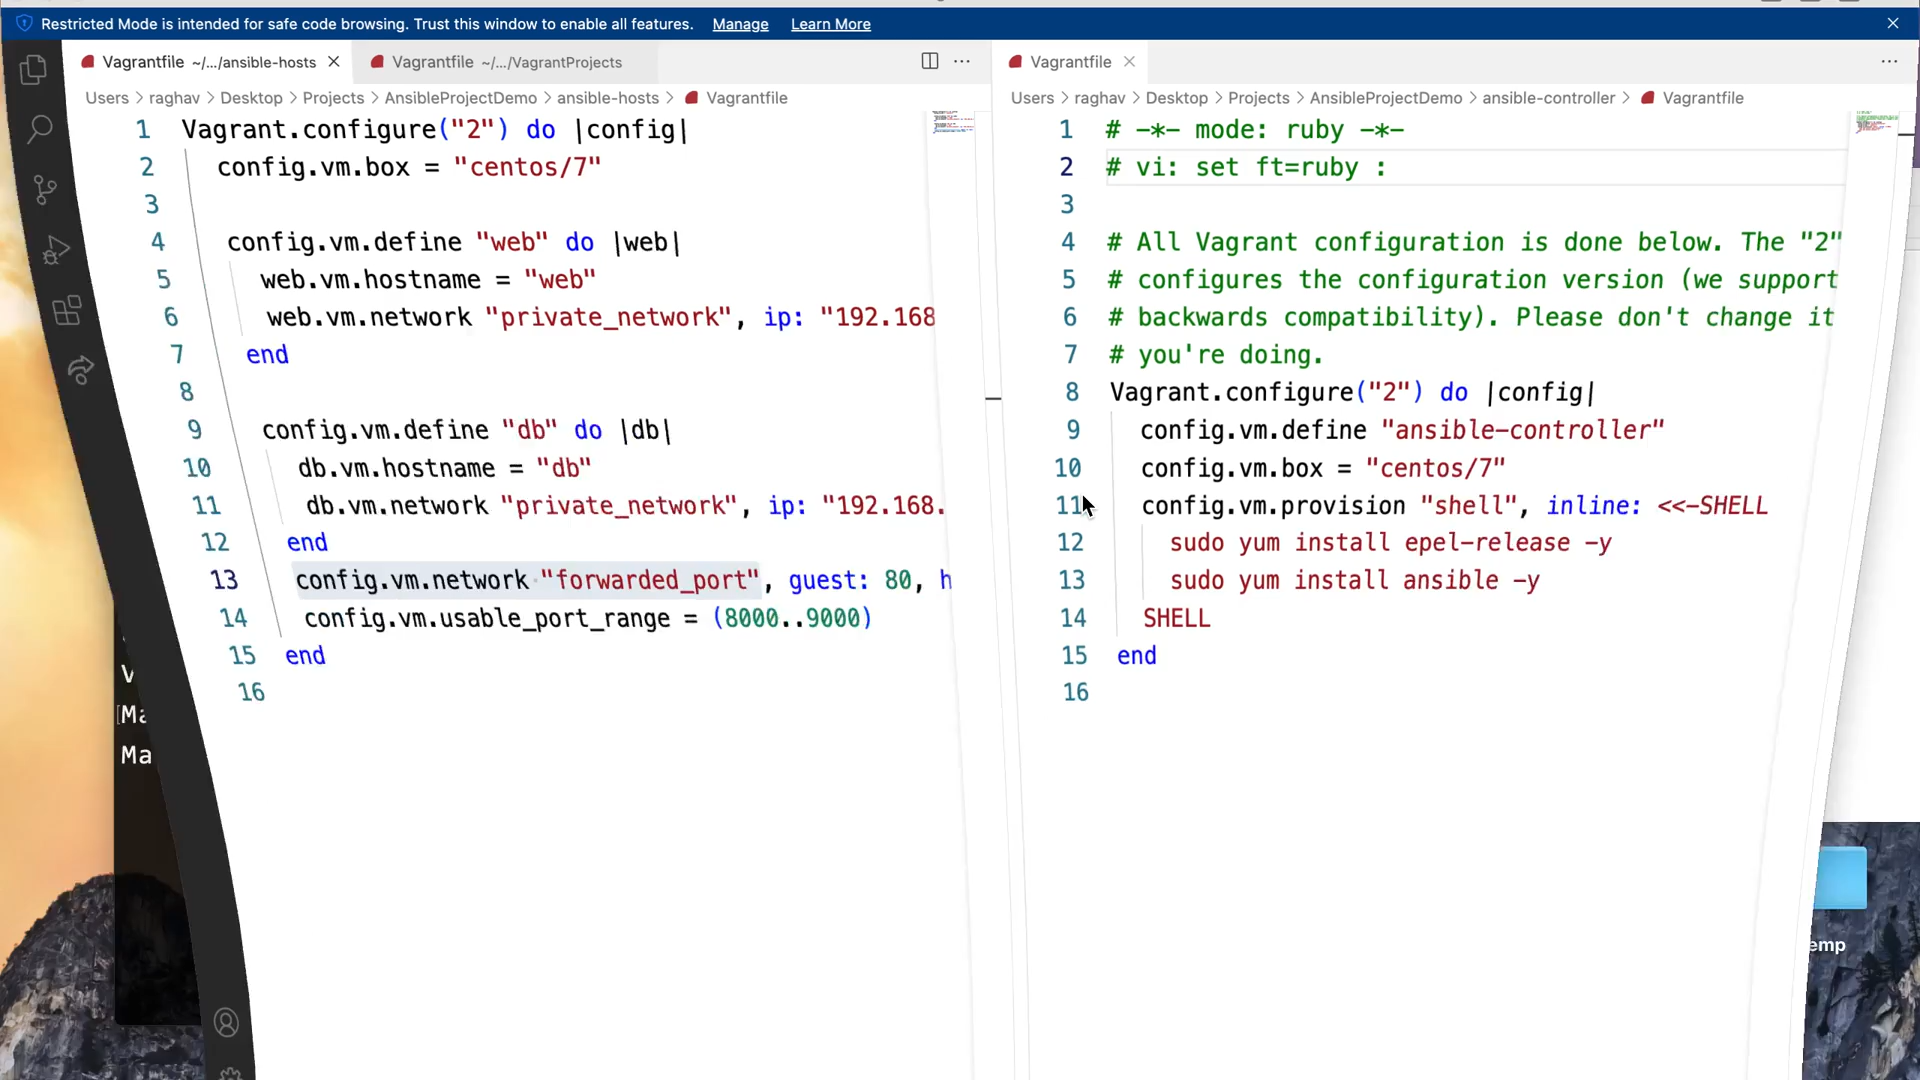 Restricted Mode is intended for safe code browsing. Trust this window to enable all features. Manage Learn More
Vagrantfile ~/.../ansible-hosts
Vagrantfile ~/.../VagrantProjects
Users > raghav > Desktop > Projects > AnsibleProjectDemo > ansible-hosts > Vagrantfile
1 Vagrant.configure("2") do |config|
2 config.vm.box = "centos/7"
3
4 config.vm.define "web" do |web|
5 web.vm.hostname = "web"
6 web.vm.network "private_network", ip: "192.168
7 end
8
9 config.vm.define "db" do |db|
10 db.vm.hostname = "db"
11 db.vm.network "private_network", ip: "192.168.
12 end
13 config.vm.network "forwarded_port", guest: 80, h
14 config.vm.usable_port_range = (8000..9000)
15 end
16
Vagrantfile
Users > raghav > Desktop > Projects > AnsibleProjectDemo > ansible-controller > Vagrantfile
1 # -*- mode: ruby -*-
2 # vi: set ft=ruby :
3
4 # All Vagrant configuration is done below. The "2"
5 # configures the configuration version (we support
6 # backwards compatibility). Please don't change it
7 # you're doing.
8 Vagrant.configure("2") do |config|
9 config.vm.define "ansible-controller"
10 config.vm.box = "centos/7"
11 config.vm.provision "shell", inline: <<-SHELL
12 sudo yum install epel-release -y
13 sudo yum install ansible -y
14 SHELL
15 end
16
V
[Ma
Ma
emp